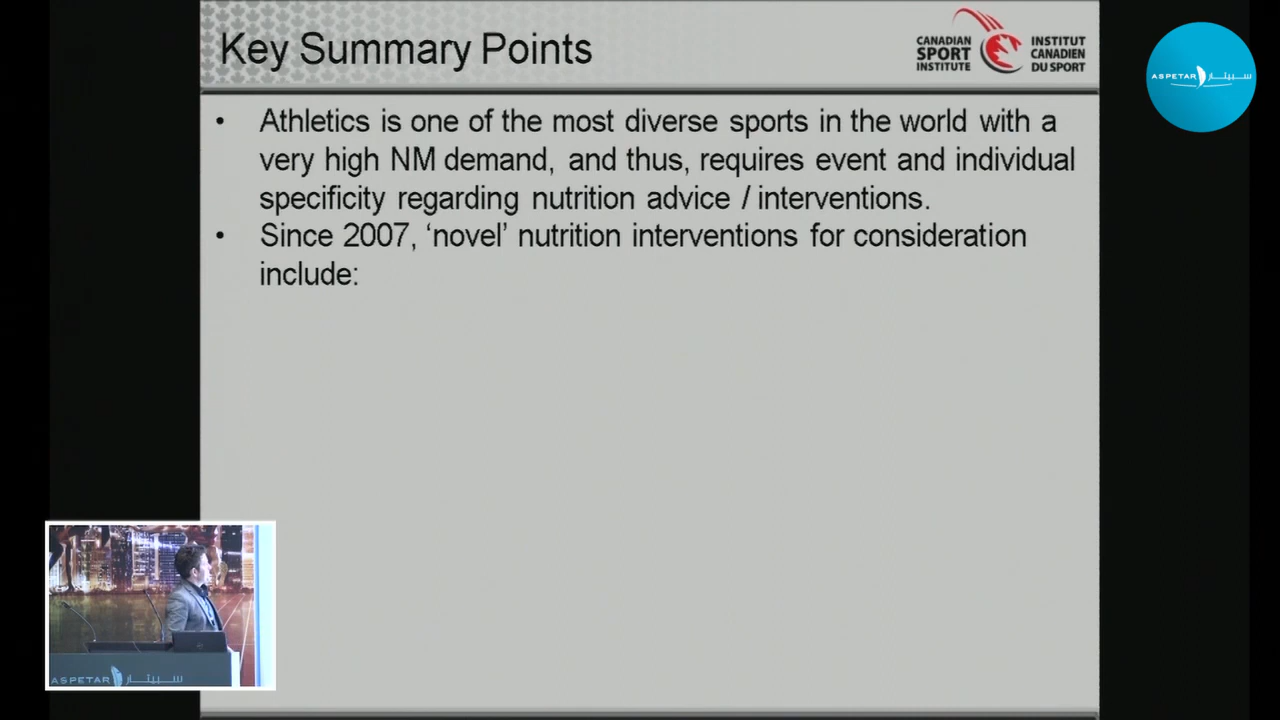 Key Summary Points
CANADIAN
SPORT
INSTITUTE
INSTITUT
CANADIEN
DU SPORT
ASPETAR سبيتار
• Athletics is one of the most diverse sports in the world with a
very high NM demand, and thus, requires event and individual
specificity regarding nutrition advice / interventions.
• Since 2007, ‘novel’ nutrition interventions for consideration
include:
ASPETAR سبيتار